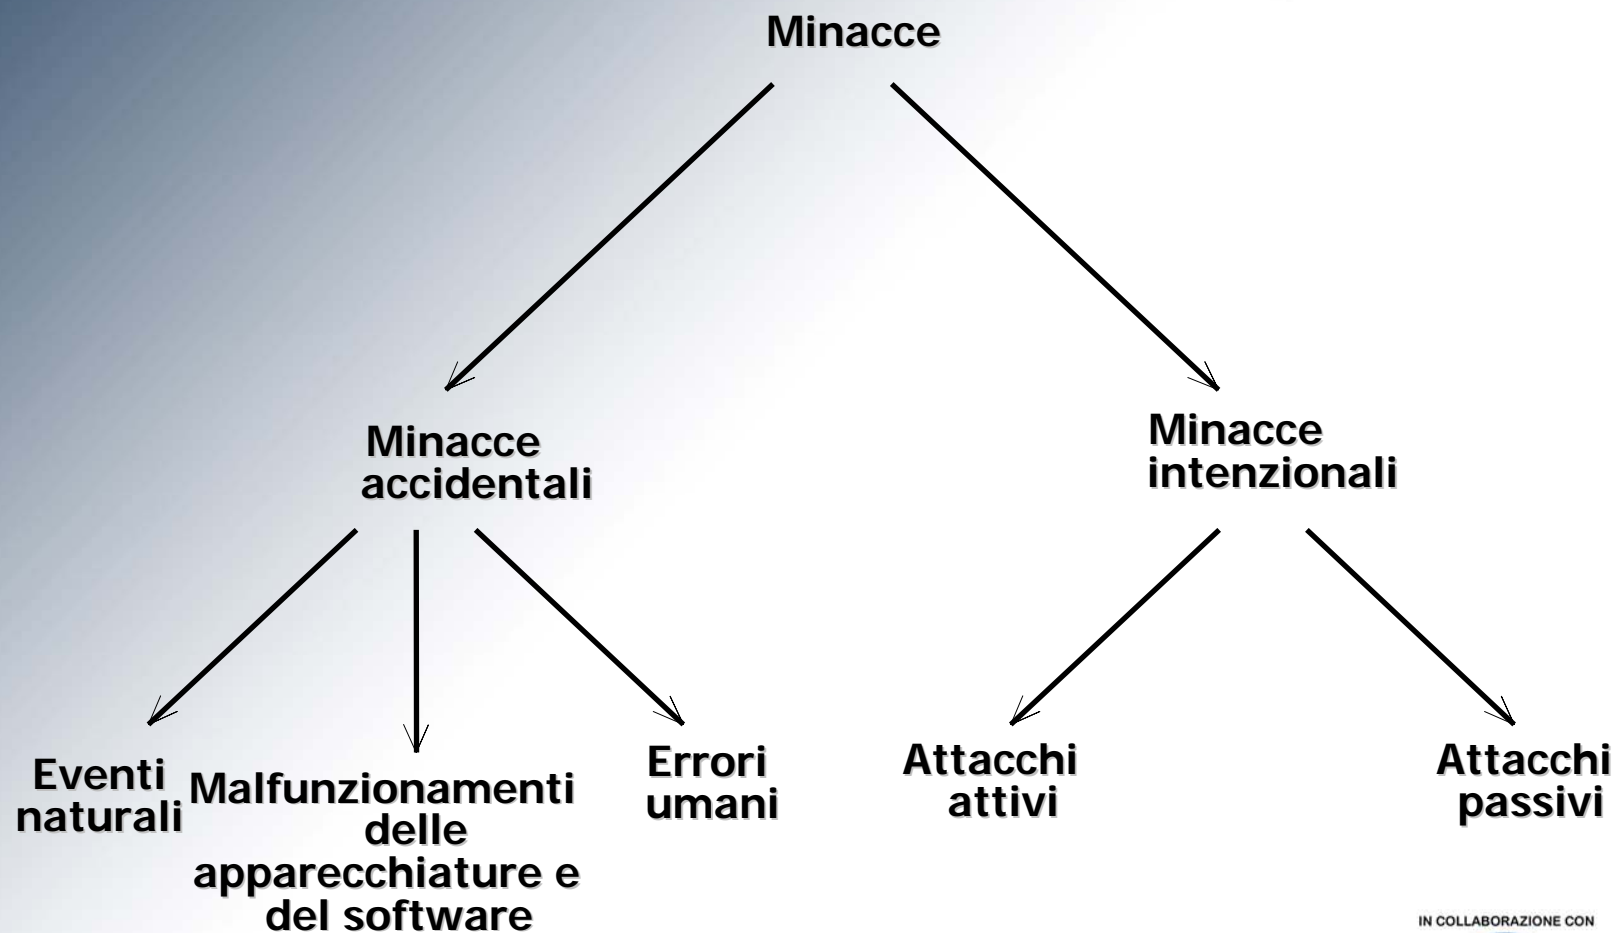 Minacce
Minacce
accidentali
Minacce
intenzionali
Eventi
naturali
Malfunzionamenti
delle
apparecchiature e
del software
Errori
umani
Attacchi
attivi
Attacchi
passivi
IN COLLABORAZIONE CON